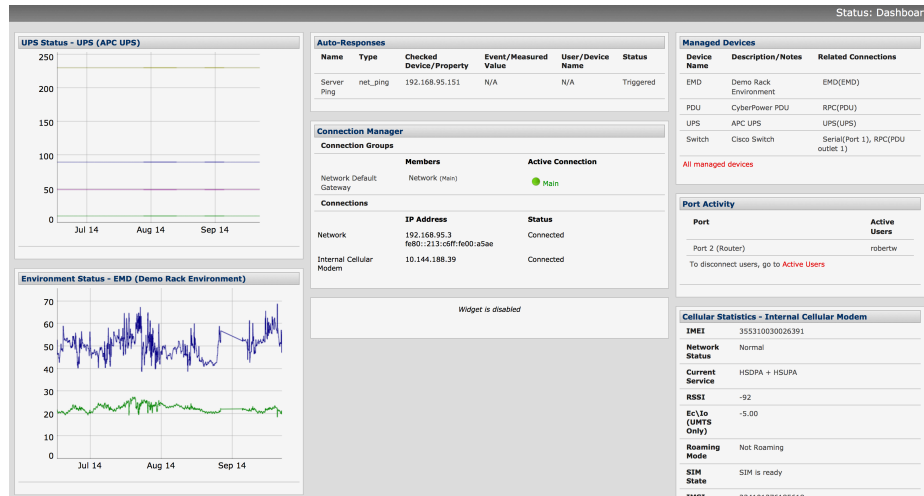 Status: Dashboar
UPS Status - UPS (APC UPS)
250
200
150
100
50
0
Jul 14 Aug 14 Sep 14
Environment Status - EMD (Demo Rack Environment)
70
60
50
40
30
20
10
0
Jul 14 Aug 14 Sep 14
Auto-Responses
Name Type Checked Device/Property Event/Measured Value User/Device Name Status
Server Ping net_ping 192.168.95.151 N/A N/A Triggered
Connection Manager
Connection Groups
Members Active Connection
Network Default Gateway Network (Main) Main
Connections
IP Address Status
Network 192.168.95.3 Connected
fe80::213:c6ff:fe00:a5ae
Internal Cellular Modem 10.144.188.39 Connected
Widget is disabled
Managed Devices
Device Name Description/Notes Related Connections
EMD Demo Rack Environment EMD(EMD)
PDU CyberPower PDU RPC(PDU)
UPS APC UPS UPS(UPS)
Switch Cisco Switch Serial(Port 1), RPC(PDU outlet 1)
All managed devices
Port Activity
Port Active Users
Port 2 (Router) robertw
To disconnect users, go to Active Users
Cellular Statistics - Internal Cellular Modem
IMEI 355310030026391
Network Status Normal
Current Service HSDPA + HSUPA
RSSI -92
Ec\Io (UMTS Only) -5.00
Roaming Mode Not Roaming
SIM State SIM is ready
IMSI